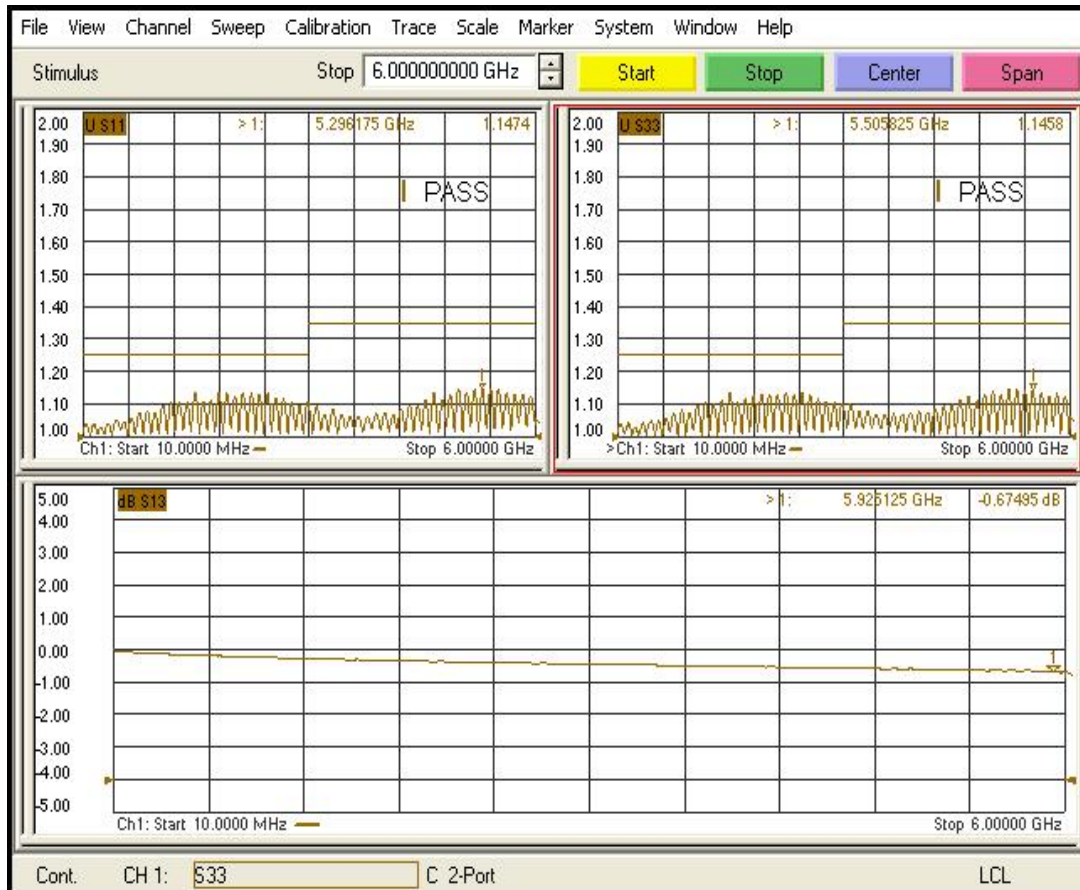 File View Channel Sweep Calibration Trace Scale Marker System Window Help
Stimulus Stop 6.000000000 GHz Start Stop Center Span
2.00 U S11 > 1: 5.296175 GHz 1.1474
1.90
1.80 PASS
1.70
1.60
1.50
1.40
1.30
1.20
1
1.10
1.00
Ch1: Start 10.0000 MHz Stop 6.00000 GHz
2.00 U S33 > 1: 5.505825 GHz 1.1458
1.90
1.80 PASS
1.70
1.60
1.50
1.40
1.30
1.20
1
1.10
1.00
>Ch1: Start 10.0000 MHz Stop 6.00000 GHz
5.00 dB S13 > 1: 5.925125 GHz -0.67495 dB
4.00
3.00
2.00
1.00
0.00
1
-1.00
-2.00
-3.00
-4.00
-5.00
Ch1: Start 10.0000 MHz Stop 6.00000 GHz
Cont. CH 1: S33 C 2-Port LCL